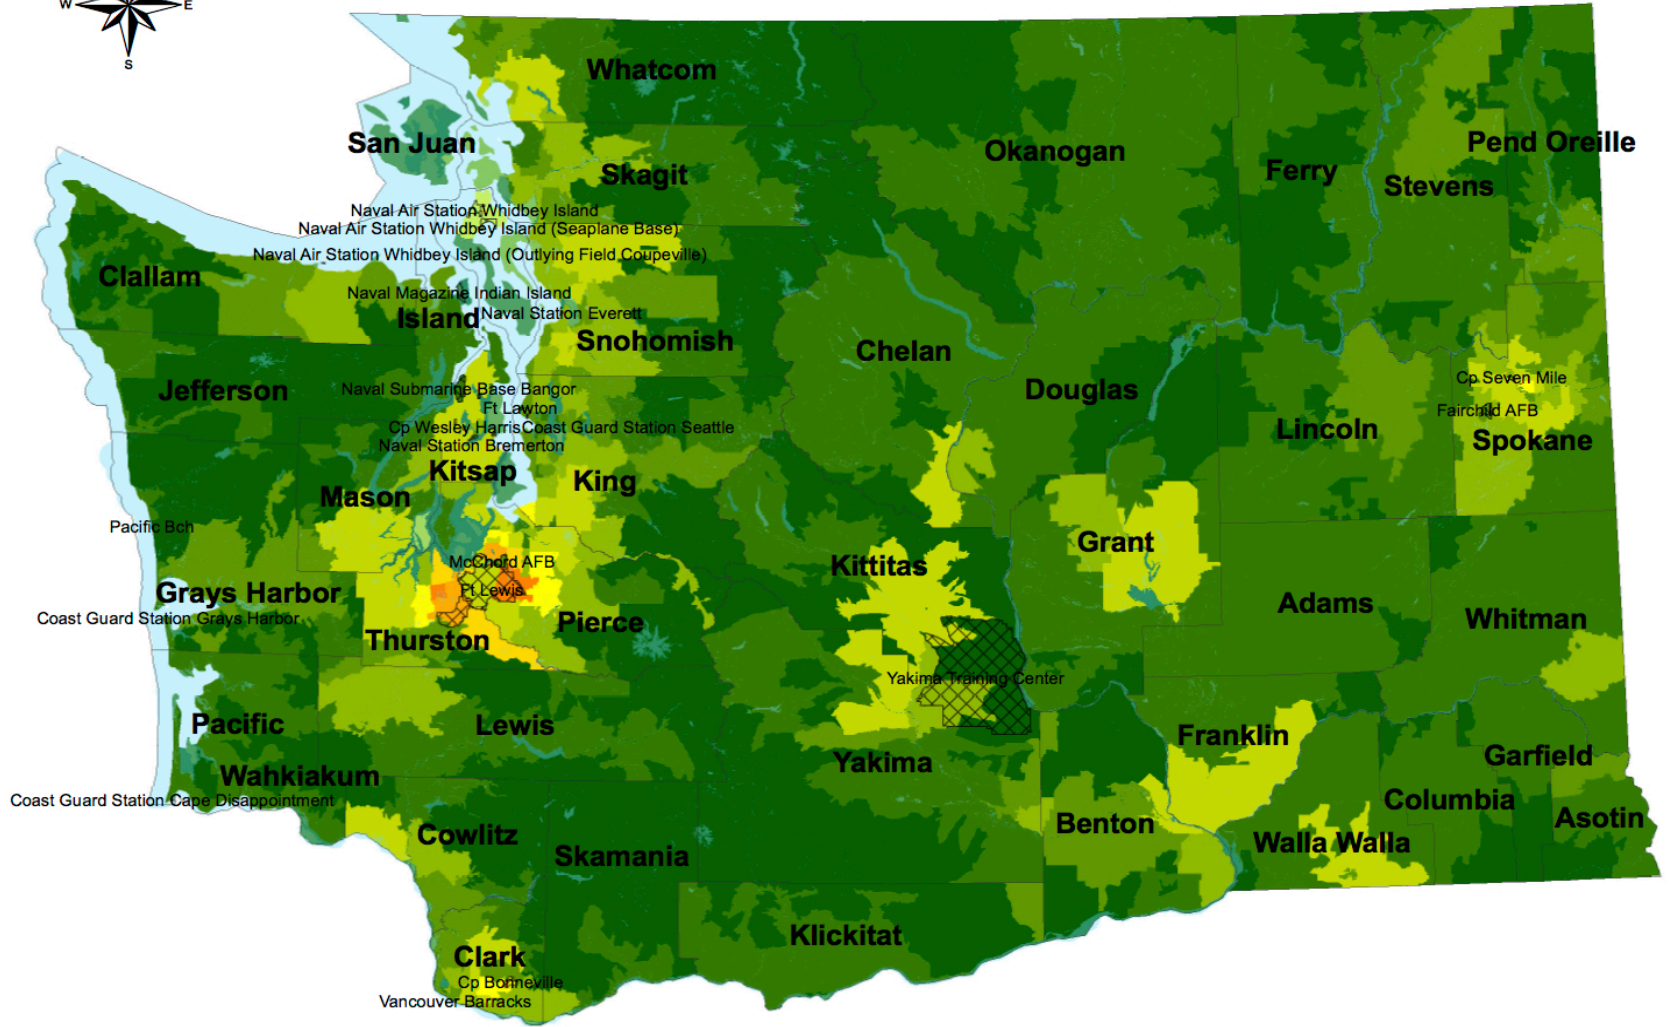 W E
S
Whatcom
San Juan
Skagit
Okanogan
Ferry
Pend Oreille
Stevens
Naval Air Station Whidbey Island
Naval Air Station Whidbey Island (Seaplane Base)
Naval Air Station Whidbey Island (Outlying Field Coupeville)
Clallam
Naval Magazine Indian Island
Island
Naval Station Everett
Snohomish
Chelan
Douglas
Jefferson
Naval Submarine Base Bangor
Ft Lawton
Cp Wesley Harris
Coast Guard Station Seattle
Naval Station Bremerton
Cp Seven Mile
Fairchild AFB
Lincoln
Spokane
Kitsap
King
Mason
Pacific Bch
Grant
McChord AFB
Ft Lewis
Kittitas
Grays Harbor
Coast Guard Station Grays Harbor
Pierce
Thurston
Adams
Whitman
Yakima Training Center
Pacific
Lewis
Franklin
Garfield
Wahkiakum
Yakima
Coast Guard Station Cape Disappointment
Columbia
Asotin
Cowlitz
Benton
Walla Walla
Skamania
Klickitat
Clark
Cp Bonneville
Vancouver Barracks